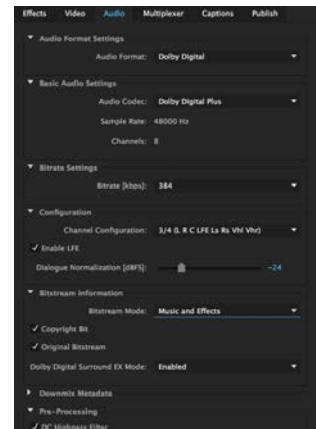 Effects Video Audio Multiplexer Captions Publish
Audio Format Settings
Audio Format: Dolby Digital
Basic Audio Settings
Audio Codec: Dolby Digital Plus
Sample Rate: 48000 Hz
Channels: 8
Bitrate Settings
Bitrate [kbps]: 384
Configuration
Channel Configuration: 3/4 (L R C LFE Ls Rs Vhl Vhr)
Enable LFE
Dialogue Normalization [dBFS]: -24
Bitstream Information
Bitstream Mode: Music and Effects
Copyright Bit
Original Bitstream
Dolby Digital Surround EX Mode: Enabled
Downmix Metadata
Pre-Processing
DC Highpass Filter